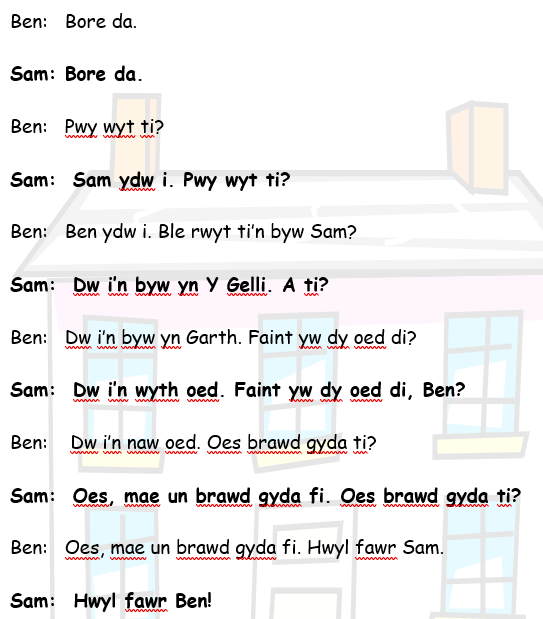 Ben: Bore da.
Sam: Bore da.
Ben: Pwy wyt ti?
Sam: Sam ydw i. Pwy wyt ti?
Ben: Ben ydw i. Ble rwyt ti’n byw Sam?
Sam: Dw i’n byw yn Y Gelli. A ti?
Ben: Dw i’n byw yn Garth. Faint yw dy oed di?
Sam: Dw i’n wyth oed. Faint yw dy oed di, Ben?
Ben: Dw i’n naw oed. Oes brawd gyda ti?
Sam: Oes, mae un brawd gyda fi. Oes brawd gyda ti?
Ben: Oes, mae un brawd gyda fi. Hwyl fawr Sam.
Sam: Hwyl fawr Ben!